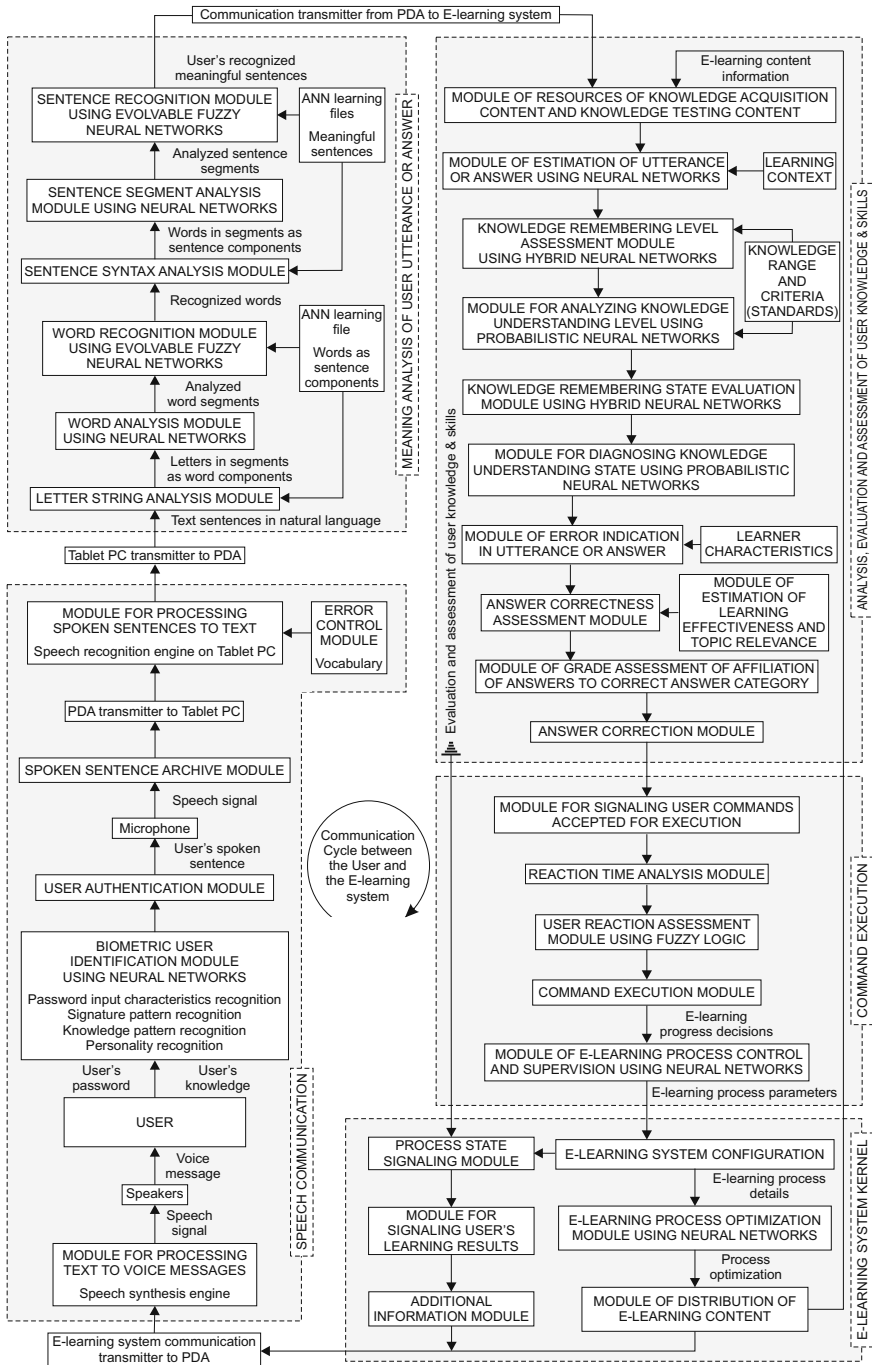 Communication transmitter from PDA to E-learning system
User's recognized
meaningful sentences
SENTENCE RECOGNITION MODULE
USING EVOLVABLE FUZZY
NEURAL NETWORKS
ANN learning
files
Meaningful
sentences
Analyzed sentence
segments
SENTENCE SEGMENT ANALYSIS
MODULE USING NEURAL NETWORKS
Words in segments as
sentence components
SENTENCE SYNTAX ANALYSIS MODULE
Recognized words
WORD RECOGNITION MODULE
USING EVOLVABLE FUZZY
NEURAL NETWORKS
ANN learning
file
Words as
sentence
components
Analyzed
word segments
WORD ANALYSIS MODULE
USING NEURAL NETWORKS
Letters in segments
as word components
LETTER STRING ANALYSIS MODULE
Text sentences in natural language
MEANING ANALYSIS OF USER UTTERANCE OR ANSWER
Tablet PC transmitter to PDA
MODULE FOR PROCESSING
SPOKEN SENTENCES TO TEXT
Speech recognition engine on Tablet PC
ERROR
CONTROL
MODULE
Vocabulary
PDA transmitter to Tablet PC
SPOKEN SENTENCE ARCHIVE MODULE
Speech signal
Microphone
User's spoken
sentence
USER AUTHENTICATION MODULE
BIOMETRIC USER
IDENTIFICATION MODULE
USING NEURAL NETWORKS
Password input characteristics recognition
Signature pattern recognition
Knowledge pattern recognition
Personality recognition
User's
password
User's
knowledge
USER
Voice
message
Speakers
Speech
signal
MODULE FOR PROCESSING
TEXT TO VOICE MESSAGES
Speech synthesis engine
SPEECH COMMUNICATION
E-learning system communication
transmitter to PDA
Communication
Cycle between
the User and
the E-learning
system
E-learning content
information
MODULE OF RESOURCES OF KNOWLEDGE ACQUISITION
CONTENT AND KNOWLEDGE TESTING CONTENT
MODULE OF ESTIMATION OF UTTERANCE
OR ANSWER USING NEURAL NETWORKS
LEARNING
CONTEXT
KNOWLEDGE REMEMBERING LEVEL
ASSESSMENT MODULE
USING HYBRID NEURAL NETWORKS
KNOWLEDGE
RANGE
AND
CRITERIA
(STANDARDS)
MODULE FOR ANALYZING KNOWLEDGE
UNDERSTANDING LEVEL USING
PROBABILISTIC NEURAL NETWORKS
KNOWLEDGE REMEMBERING STATE EVALUATION
MODULE USING HYBRID NEURAL NETWORKS
MODULE FOR DIAGNOSING KNOWLEDGE
UNDERSTANDING STATE USING PROBABILISTIC
NEURAL NETWORKS
MODULE OF ERROR INDICATION
IN UTTERANCE OR ANSWER
LEARNER
CHARACTERISTICS
ANSWER CORRECTNESS
ASSESSMENT MODULE
MODULE OF
ESTIMATION OF
LEARNING
EFFECTIVENESS AND
TOPIC RELEVANCE
MODULE OF GRADE ASSESSMENT OF AFFILIATION
OF ANSWERS TO CORRECT ANSWER CATEGORY
ANSWER CORRECTION MODULE
Evaluation and assessment of user knowledge & skills
ANALYSIS, EVALUATION AND ASSESSMENT OF USER KNOWLEDGE & SKILLS
MODULE FOR SIGNALING USER COMMANDS
ACCEPTED FOR EXECUTION
REACTION TIME ANALYSIS MODULE
USER REACTION ASSESSMENT
MODULE USING FUZZY LOGIC
COMMAND EXECUTION MODULE
E-learning
progress decisions
MODULE OF E-LEARNING PROCESS CONTROL
AND SUPERVISION USING NEURAL NETWORKS
COMMAND EXECUTION
E-learning process parameters
PROCESS STATE
SIGNALING MODULE
E-LEARNING SYSTEM CONFIGURATION
E-learning process
details
MODULE FOR
SIGNALING USER'S
LEARNING RESULTS
E-LEARNING PROCESS OPTIMIZATION
MODULE USING NEURAL NETWORKS
Process
optimization
ADDITIONAL
INFORMATION MODULE
MODULE OF DISTRIBUTION OF
E-LEARNING CONTENT
E-LEARNING SYSTEM KERNEL